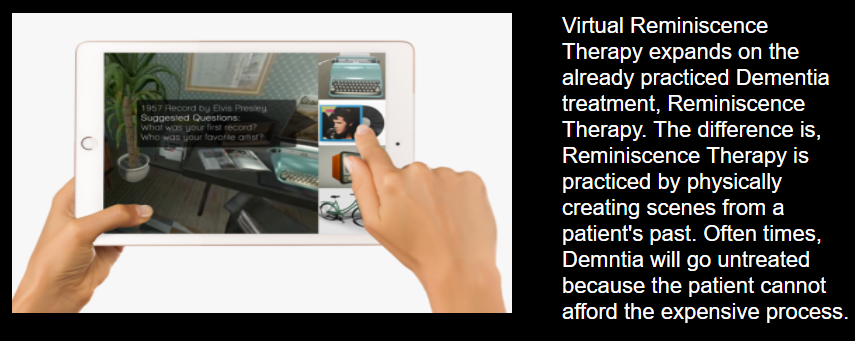 1957 Record by Elvis Presley
Suggested Questions:
What was your first record?
Who was your favorite artist?
Virtual Reminiscence
Therapy expands on the
already practiced Dementia
treatment, Reminiscence
Therapy. The difference is,
Reminiscence Therapy is
practiced by physically
creating scenes from a
patient's past. Often times,
Demntia will go untreated
because the patient cannot
afford the expensive process.